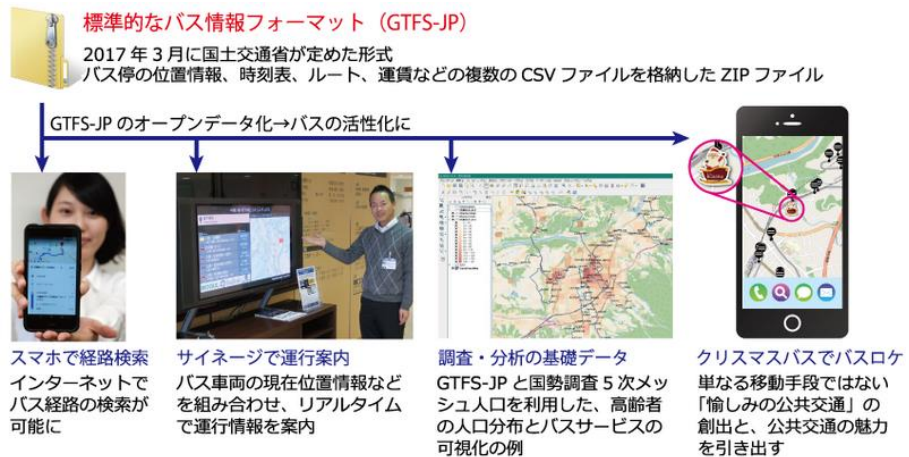 標準的なバス情報フォーマット（GTFS-JP）
2017年3月に国土交通省が定めた形式
バス停の位置情報、時刻表、ルート、運賃などの複数のCSVファイルを格納したZIPファイル
GTFS-JPのオープンデータ化→バスの活性化に
スマホで経路検索
インターネットで
バス経路の検索が
可能に
サイネージで運行案内
バス車両の現在位置情報など
を組み合わせ、リアルタイム
で運行情報を案内
調査・分析の基礎データ
GTFS-JPと国勢調査5次メッ
シュ人口を利用した、高齢者
の人口分布とバスサービスの
可視化の例
クリスマスバスでバスロケ
単なる移動手段ではない
「愉しみの公共交通」の
創出と、公共交通の魅力
を引き出す